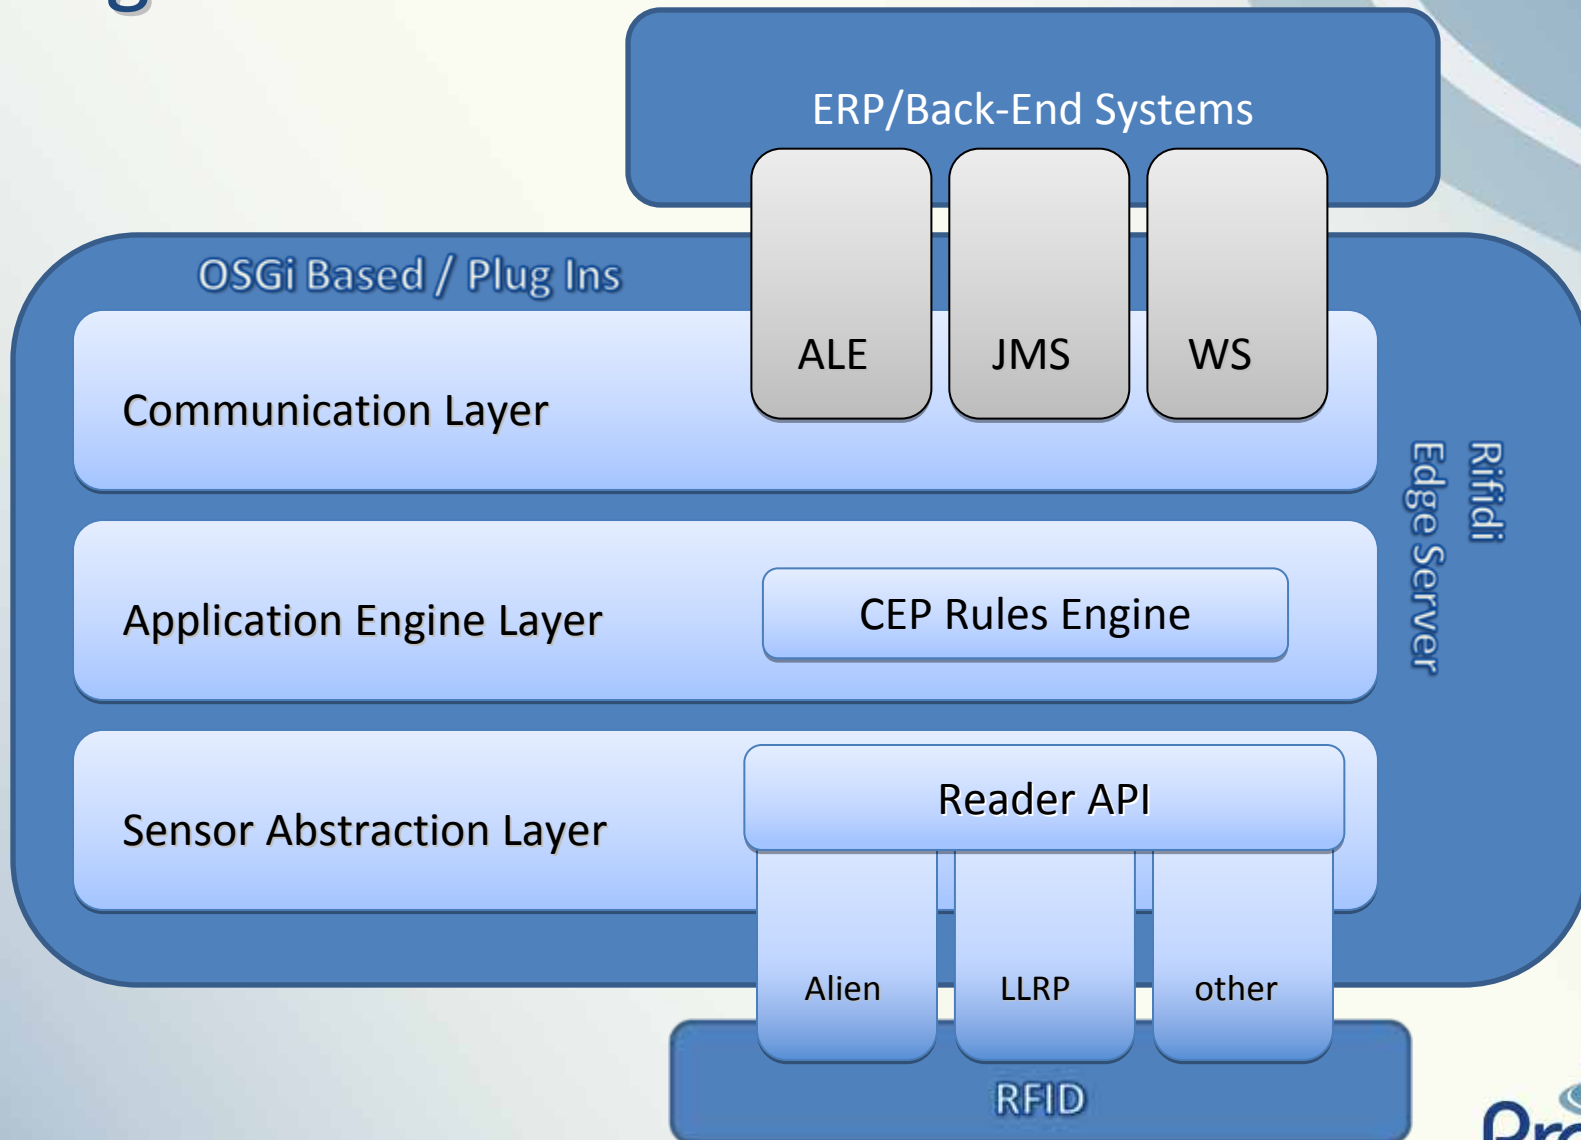 ERP/Back-End Systems
OSGi Based / Plug Ins
ALE
JMS
WS
Communication Layer
Rifidi
Edge Server
Application Engine Layer
CEP Rules Engine
Sensor Abstraction Layer
Reader API
Alien
LLRP
other
RFID